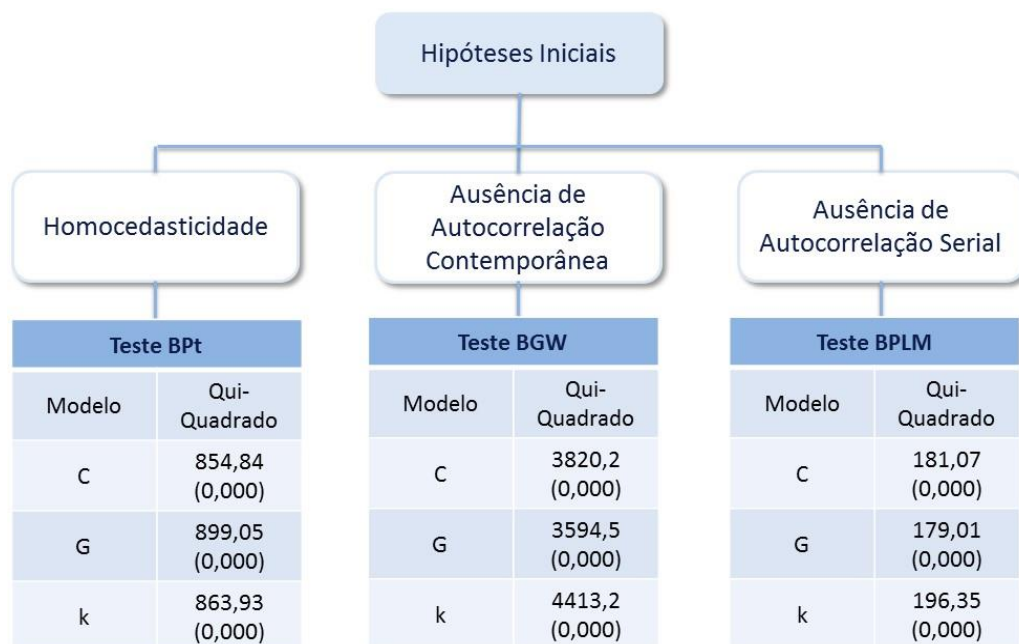 Hipóteses Iniciais
Homocedasticidade
Ausência de
Autocorrelação
Contemporânea
Ausência de
Autocorrelação Serial
Teste BPt
Modelo
Qui-
Quadrado
C
854,84
(0,000)
G
899,05
(0,000)
k
863,93
(0,000)
Teste BGW
Modelo
Qui-
Quadrado
C
3820,2
(0,000)
G
3594,5
(0,000)
k
4413,2
(0,000)
Teste BPLM
Modelo
Qui-
Quadrado
C
181,07
(0,000)
G
179,01
(0,000)
k
196,35
(0,000)